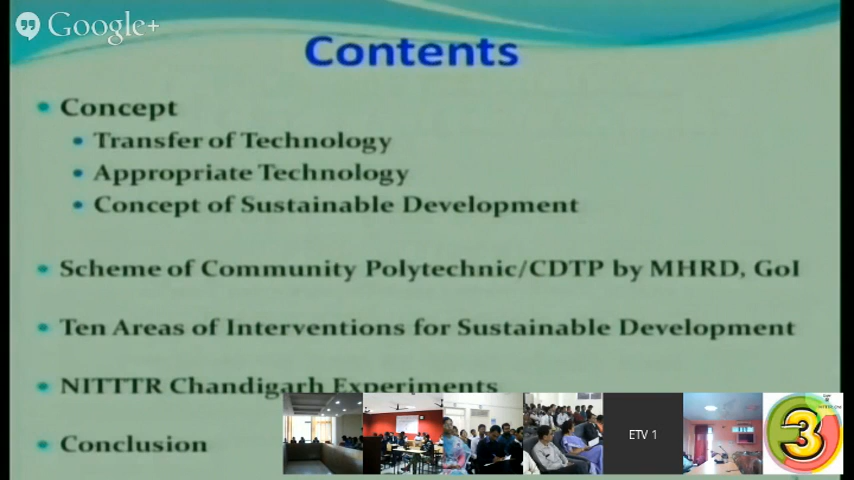 Google+
Contents
Concept
Transfer of Technology
Appropriate Technology
Concept of Sustainable Development
Scheme of Community Polytechnic/CDTP by MHRD, GoI
Ten Areas of Interventions for Sustainable Development
NITTTR Chandigarh Experiments
Conclusion
ETV 1
3